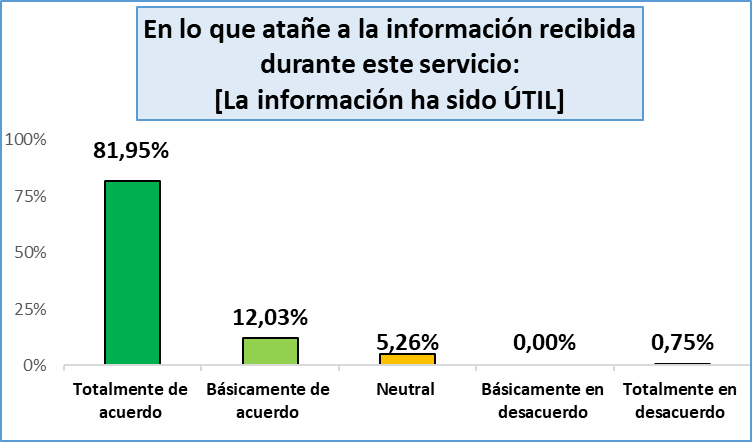 En lo que atañe a la información recibida
durante este servicio:
[La información ha sido ÚTIL]
100%
75%
50%
25%
0%
81,95%
12,03%
5,26%
0,00%
0,75%
Totalmente de
acuerdo
Básicamente de
acuerdo
Neutral
Básicamente en
desacuerdo
Totalmente en
desacuerdo